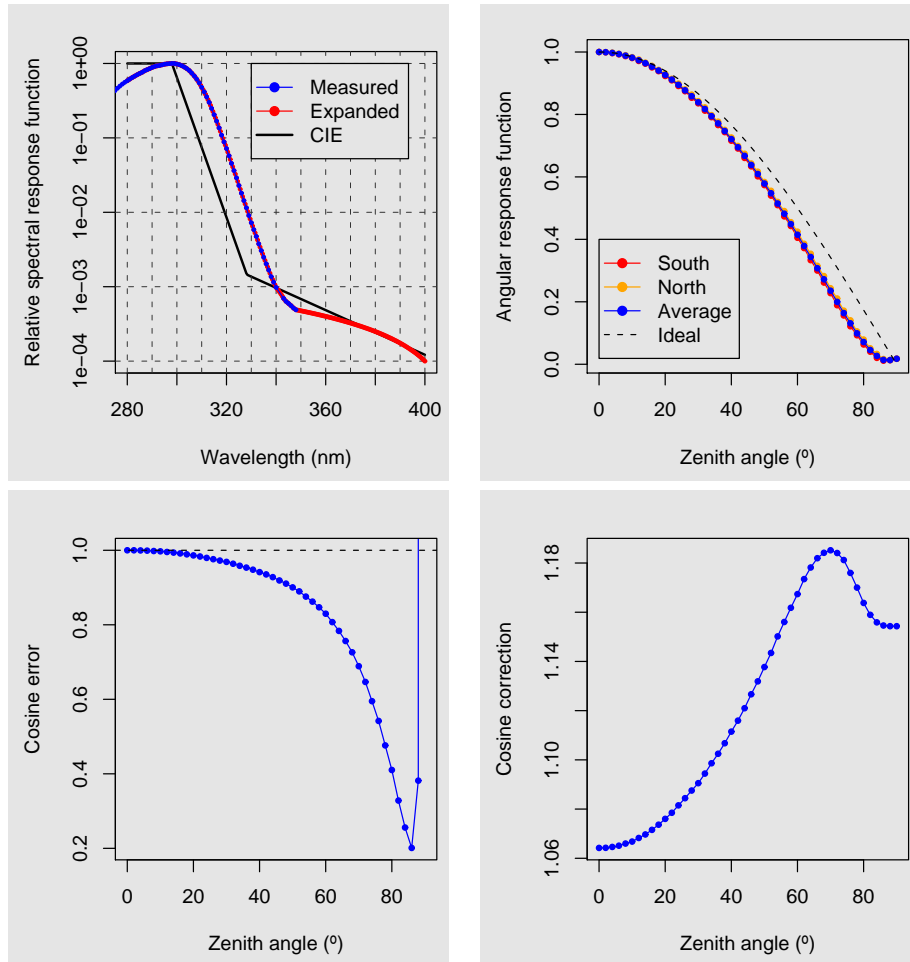 Relative spectral response function
1e+00
1e-01
1e-02
1e-03
1e-04
Measured
Expanded
CIE
280 320 360 400
Wavelength (nm)
Angular response function
1.0
0.8
0.6
0.4
0.2
0.0
South
North
Average
Ideal
0 20 40 60 80
Zenith angle (º)
Cosine error
1.0
0.8
0.6
0.4
0.2
0 20 40 60 80
Zenith angle (º)
Cosine correction
1.18
1.14
1.10
1.06
0 20 40 60 80
Zenith angle (º)